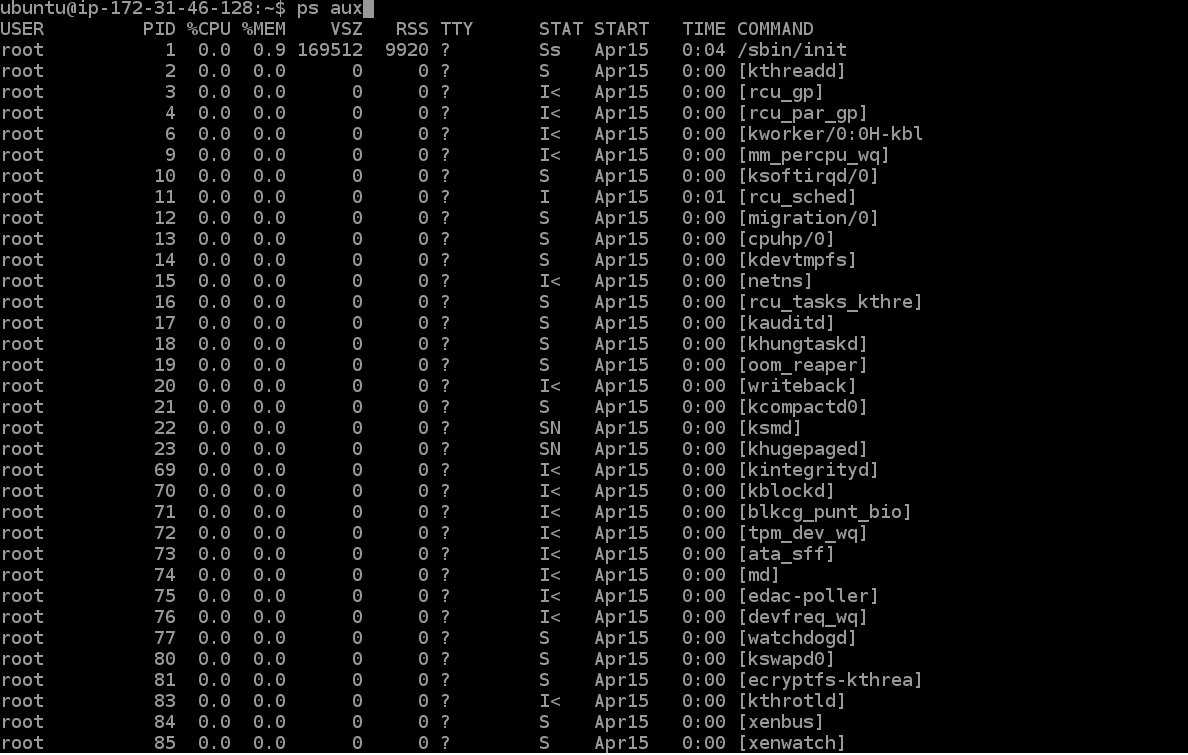 ubuntu@ip-172-31-46-128:~$ ps aux
USER         PID %CPU %MEM    VSZ   RSS TTY      STAT START   TIME COMMAND
root           1  0.0  0.9 169512  9920 ?        Ss   Apr15   0:04 /sbin/init
root           2  0.0  0.0      0     0 ?        S    Apr15   0:00 [kthreadd]
root           3  0.0  0.0      0     0 ?        I<   Apr15   0:00 [rcu_gp]
root           4  0.0  0.0      0     0 ?        I<   Apr15   0:00 [rcu_par_gp]
root           6  0.0  0.0      0     0 ?        I<   Apr15   0:00 [kworker/0:0H-kbl
root           9  0.0  0.0      0     0 ?        I<   Apr15   0:00 [mm_percpu_wq]
root          10  0.0  0.0      0     0 ?        S    Apr15   0:00 [ksoftirqd/0]
root          11  0.0  0.0      0     0 ?        I    Apr15   0:01 [rcu_sched]
root          12  0.0  0.0      0     0 ?        S    Apr15   0:00 [migration/0]
root          13  0.0  0.0      0     0 ?        S    Apr15   0:00 [cpuhp/0]
root          14  0.0  0.0      0     0 ?        S    Apr15   0:00 [kdevtmpfs]
root          15  0.0  0.0      0     0 ?        I<   Apr15   0:00 [netns]
root          16  0.0  0.0      0     0 ?        S    Apr15   0:00 [rcu_tasks_kthre]
root          17  0.0  0.0      0     0 ?        S    Apr15   0:00 [kauditd]
root          18  0.0  0.0      0     0 ?        S    Apr15   0:00 [khungtaskd]
root          19  0.0  0.0      0     0 ?        S    Apr15   0:00 [oom_reaper]
root          20  0.0  0.0      0     0 ?        I<   Apr15   0:00 [writeback]
root          21  0.0  0.0      0     0 ?        S    Apr15   0:00 [kcompactd0]
root          22  0.0  0.0      0     0 ?        SN   Apr15   0:00 [ksmd]
root          23  0.0  0.0      0     0 ?        SN   Apr15   0:00 [khugepaged]
root          69  0.0  0.0      0     0 ?        I<   Apr15   0:00 [kintegrityd]
root          70  0.0  0.0      0     0 ?        I<   Apr15   0:00 [kblockd]
root          71  0.0  0.0      0     0 ?        I<   Apr15   0:00 [blkcg_punt_bio]
root          72  0.0  0.0      0     0 ?        I<   Apr15   0:00 [tpm_dev_wq]
root          73  0.0  0.0      0     0 ?        I<   Apr15   0:00 [ata_sff]
root          74  0.0  0.0      0     0 ?        I<   Apr15   0:00 [md]
root          75  0.0  0.0      0     0 ?        I<   Apr15   0:00 [edac-poller]
root          76  0.0  0.0      0     0 ?        I<   Apr15   0:00 [devfreq_wq]
root          77  0.0  0.0      0     0 ?        S    Apr15   0:00 [watchdogd]
root          80  0.0  0.0      0     0 ?        S    Apr15   0:00 [kswapd0]
root          81  0.0  0.0      0     0 ?        S    Apr15   0:00 [ecryptfs-kthrea]
root          83  0.0  0.0      0     0 ?        I<   Apr15   0:00 [kthrotld]
root          84  0.0  0.0      0     0 ?        S    Apr15   0:00 [xenbus]
root          85  0.0  0.0      0     0 ?        S    Apr15   0:00 [xenwatch]